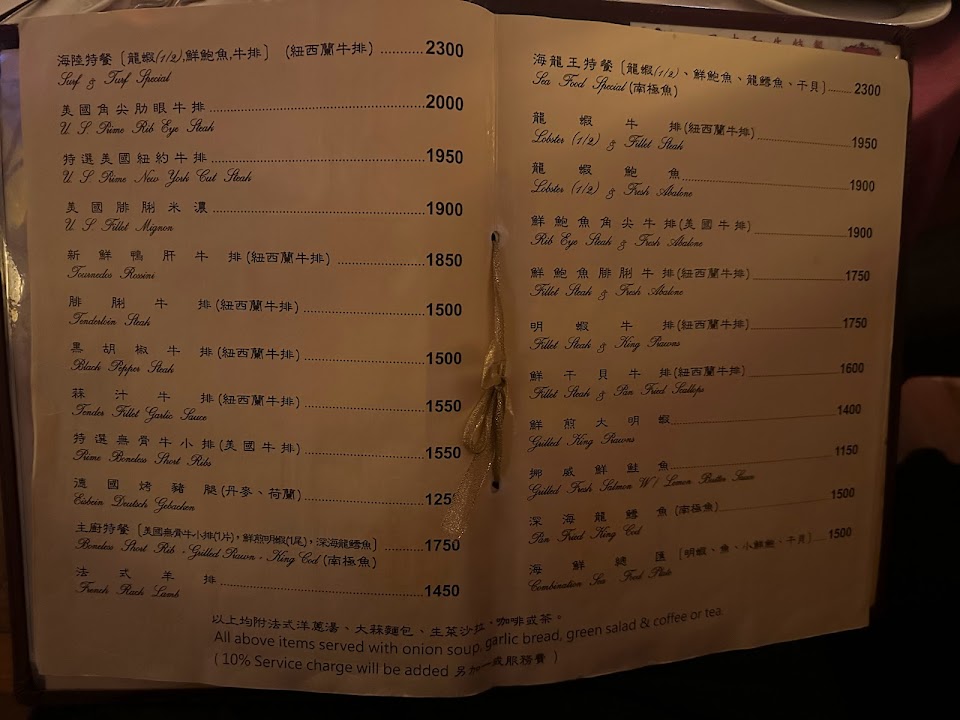 海陸特餐〔龍蝦(1/2),鮮鮑魚,牛排〕 (紐西蘭牛排) ..........2300
Surf & Turf Special
美國角尖肋眼牛排..........2000
U. S. Prime Rib Eye Steak
特選美國紐約牛排..........1950
U. S. Prime New York Cut Steak
美國腓脷米濃..........1900
U. S. Fillet Mignon
新鮮鴨肝牛排(紐西蘭牛排)..........1850
Tournedos Rossini
腓脷牛排(紐西蘭牛排)..........1500
Tenderloin Steak
黑胡椒牛排(紐西蘭牛排)..........1500
Black Pepper Steak
蒜汁牛排(紐西蘭牛排)..........1550
Tender Fillet Garlic Sauce
特選無骨牛小排(美國牛排)..........1550
Prime Boneless Short Ribs
德國烤豬腿(丹麥、荷蘭)..........125
Eisbein Deutsch Gebacken
主廚特餐〔美國無骨牛小排(1片), 鮮煎明蝦(1尾), 深海龍鱈魚〕..........1750
Boneless Short Rib - Grilled Prawn - King Cod (南極魚)
法式羊排..........1450
French Rack Lamb
海龍王特餐〔龍蝦(1/2)、鮮鮑魚、龍鱈魚、干貝〕..........2300
Sea Food Special (南極魚)
龍蝦牛排(紐西蘭牛排)..........1950
Lobster (1/2) & Fillet Steak
龍蝦鮑魚..........1900
Lobster (1/2) & Fresh Abalone
鮮鮑魚角尖牛排(美國牛排)..........1900
Rib Eye Steak & Fresh Abalone
鮮鮑魚腓脷牛排(紐西蘭牛排)..........1750
Fillet Steak & Fresh Abalone
明蝦牛排(紐西蘭牛排)..........1750
Fillet Steak & King Prawns
鮮干貝牛排(紐西蘭牛排)..........1600
Fillet Steak & Pan Fried Scallops
鮮煎大明蝦..........1400
Grilled King Prawns
挪威鮮鮭魚..........1150
Grilled Fresh Salmon W/ Lemon Butter Sauce
深海龍鱈魚(南極魚)..........1500
Pan Fried King Cod
海鮮總匯〔明蝦、魚、小鮮鮑、干貝〕..........1500
Combination Sea Food Plate
以上均附法式洋蔥湯、大蒜麵包、生菜沙拉、咖啡或茶。
All above items served with onion soup, garlic bread, green salad & coffee or tea.
( 10% Service charge will be added 另加一成服務費 )